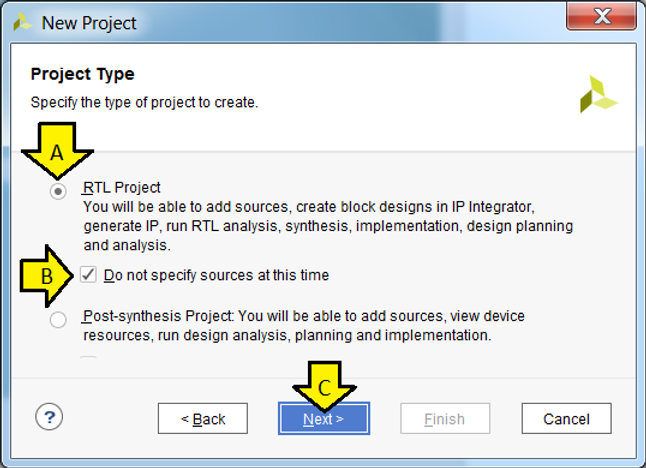 New Project
Project Type
Specify the type of project to create.
A
RTL Project
You will be able to add sources, create block designs in IP Integrator,
generate IP, run RTL analysis, synthesis, implementation, design planning
and analysis.
B
Do not specify sources at this time
Post-synthesis Project: You will be able to add sources, view device
resources, run design analysis, planning and implementation.
C
? < Back Next > Finish Cancel